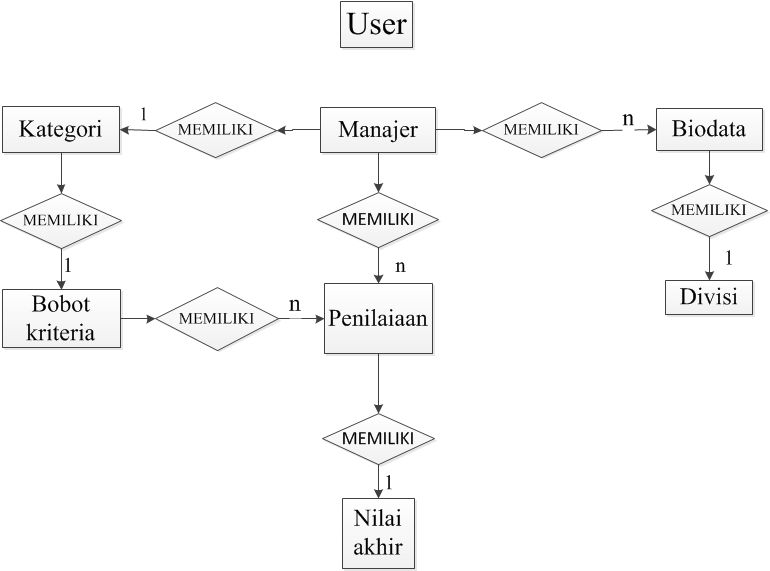 User
Kategori
1
MEMILIKI
Manajer
MEMILIKI
n
Biodata
MEMILIKI
MEMILIKI
MEMILIKI
1
n
1
Bobot
kriteria
MEMILIKI
n
Penilaiaan
Divisi
MEMILIKI
1
Nilai
akhir